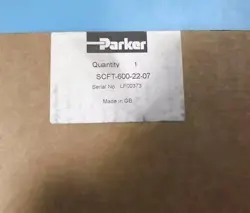 Parker
Quantity 1
SCFT-600-22-07
Serial No LP00373
Made in GB